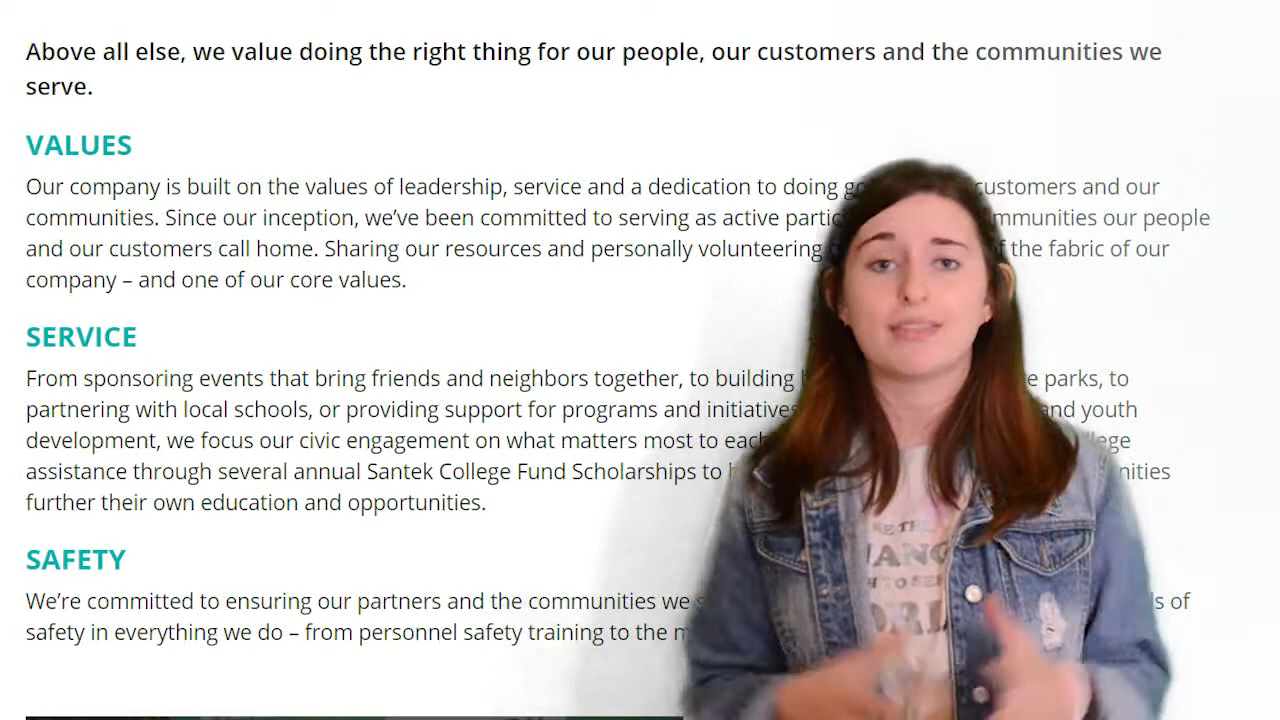 Above all else, we value doing the right thing for our people, our customers and the communities we
serve.
VALUES
Our company is built on the values of leadership, service and a dedication to doing customers and our
communities. Since our inception, we’ve been committed to serving as active our people
and our customers call home. Sharing our resources and personally volunteering the fabric of our
company – and one of our core values.
SERVICE
From sponsoring events that bring friends and neighbors together, to building parks, to
partnering with local schools, or providing support for programs and initiatives and youth
development, we focus our civic engagement on what matters most to each
assistance through several annual Santek College Fund Scholarships to
further their own education and opportunities.
SAFETY
We’re committed to ensuring our partners and the communities we of
safety in everything we do – from personnel safety training to the
THE
TO SEE